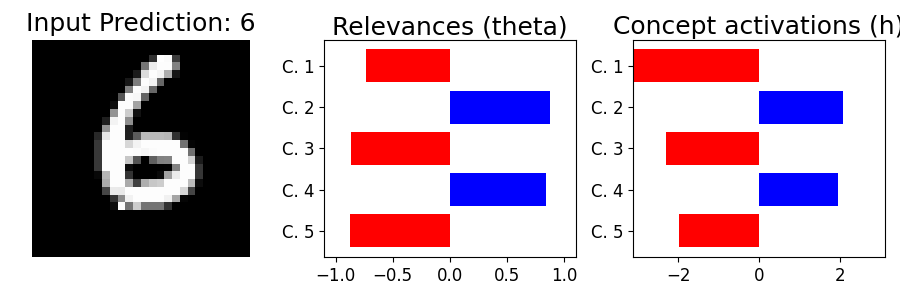 Input Prediction: 6
6
Relevances (theta)
C. 1
C. 2
C. 3
C. 4
C. 5
−1.0 −0.5 0.0 0.5 1.0
Concept activations (h)
C. 1
C. 2
C. 3
C. 4
C. 5
−2 0 2